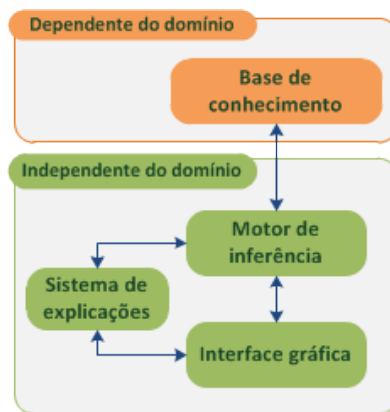 Dependente do domínio
Base de
conhecimento
Independente do domínio
Motor de
inferência
Sistema de
explicações
Interface gráfica